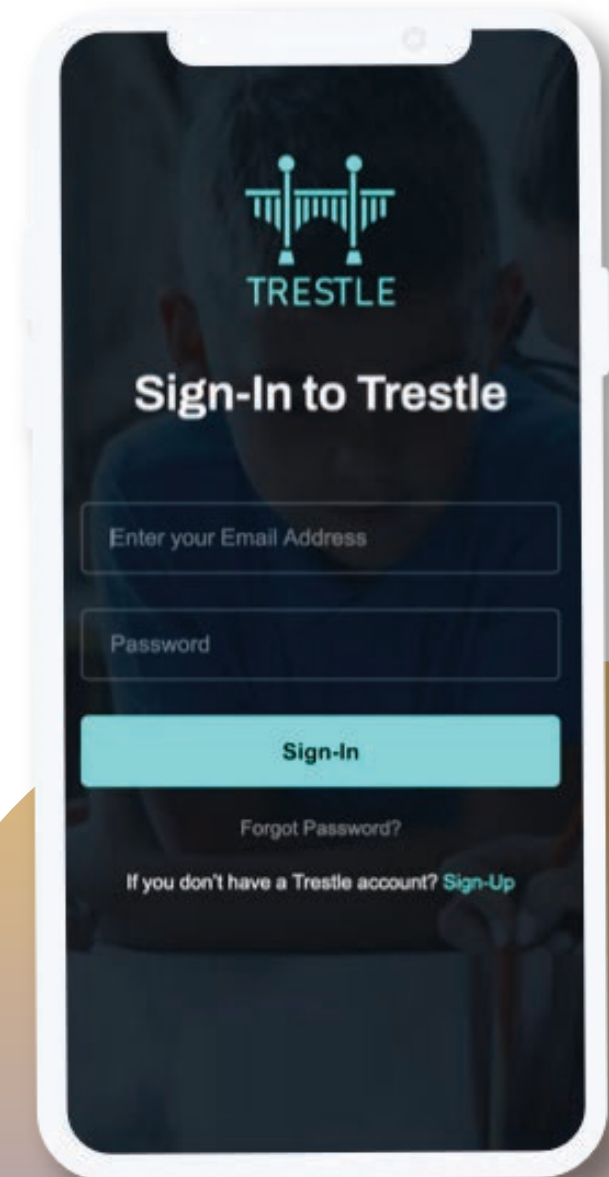 TRESTLE
Sign-In to Trestle
Enter your Email Address
Password
Sign-In
Forgot Password?
If you don't have a Trestle account? Sign-Up